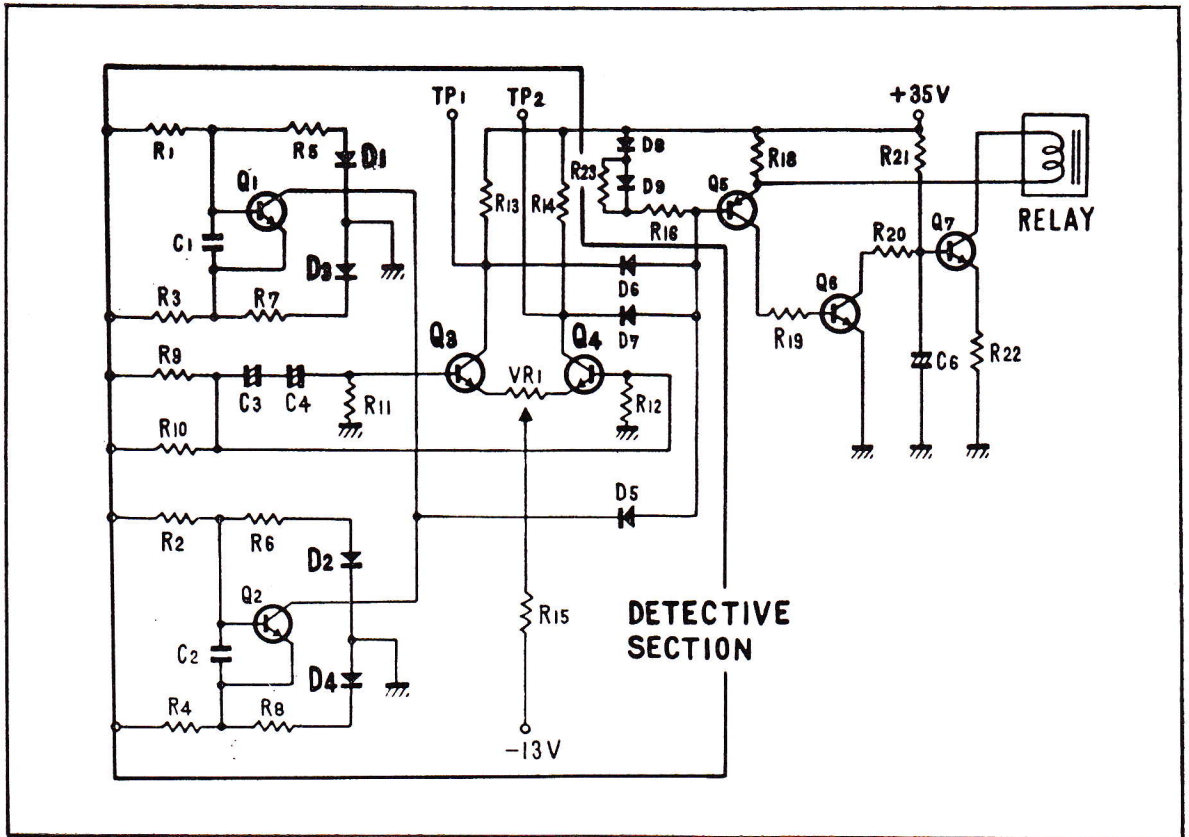 TP1 TP2 +35V
R1 R5 D1 Q1
D8 R23 D9 Q5 R18 R21
R13 R14 R16
RELAY
C1 D3 R20 Q7
D6 Q6
R3 R7 D7
Q3 Q4 R19
R9 VR1 C6 R22
C3 C4 R11 R12
R10
D5
R2 R6 D2
Q2 R15
DETECTIVE
SECTION
C2 D4
R4 R8
-13V